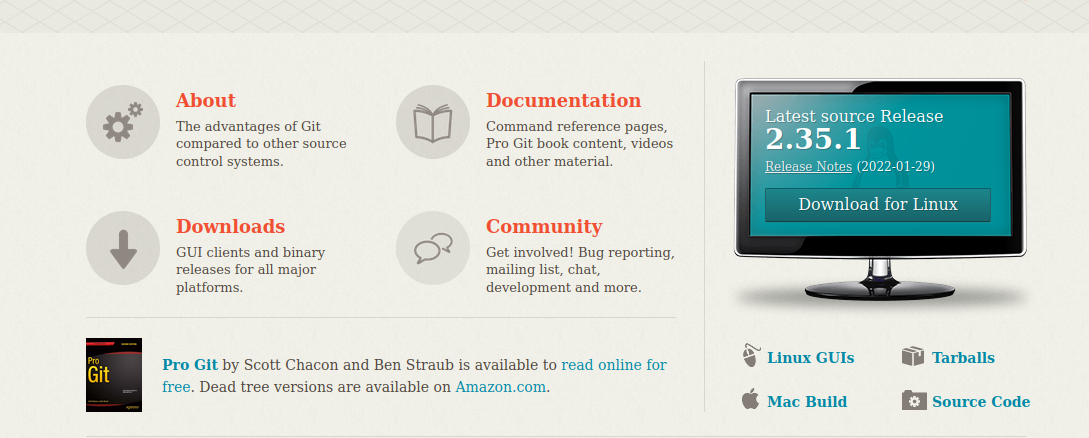 About
The advantages of Git
compared to other source
control systems.
Documentation
Command reference pages,
Pro Git book content, videos
and other material.
Downloads
GUI clients and binary
releases for all major
platforms.
Community
Get involved! Bug reporting,
mailing list, chat,
development and more.
Pro
Git
Pro Git by Scott Chacon and Ben Straub is available to read online for
free. Dead tree versions are available on Amazon.com.
Latest source Release
2.35.1
Release Notes (2022-01-29)
Download for Linux
Linux GUIs
Tarballs
Mac Build
Source Code